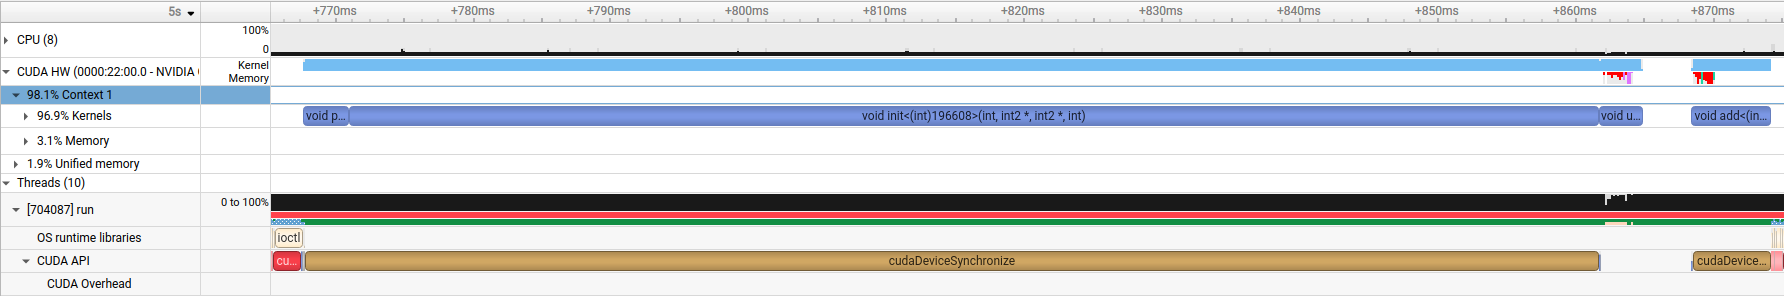 5s +770ms +780ms +790ms +800ms +810ms +820ms +830ms +840ms +850ms +860ms +870ms
CPU (8) 100%
0
CUDA HW (0000:22:00.0 - NVIDIA Kernel
Memory
98.1% Context 1
96.9% Kernels void p... void init<(int)196608>(int, int2 *, int2 *, int) void u... void add<(in...
3.1% Memory
1.9% Unified memory
Threads (10)
[704087] run 0 to 100%
OS runtime libraries ioctl
CUDA API cu... cudaDeviceSynchronize cudaDevice...
CUDA Overhead